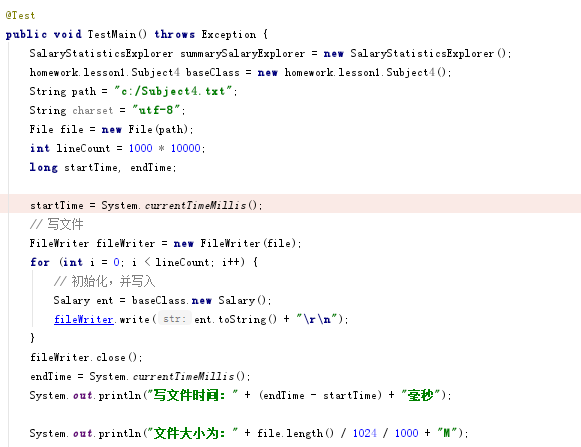 @Test
public void TestMain() throws Exception {
SalaryStatisticsExplorer summarySalaryExplorer = new SalaryStatisticsExplorer();
homework.lesson1.Subject4 baseClass = new homework.lesson1.Subject4();
String path = "c:/Subject4.txt";
String charset = "utf-8";
File file = new File(path);
int lineCount = 1000 * 10000;
long startTime, endTime;
startTime = System.currentTimeMillis();
// 写文件
FileWriter fileWriter = new FileWriter(file);
for (int i = 0; i < lineCount; i++) {
// 初始化，并写入
Salary ent = baseClass.new Salary();
fileWriter.write( str: ent.toString() + "\r\n");
}
fileWriter.close();
endTime = System.currentTimeMillis();
System.out.println("写文件时间：" + (endTime - startTime) + "毫秒");
System.out.println("文件大小为：" + file.length() / 1024 / 1000 + "M");